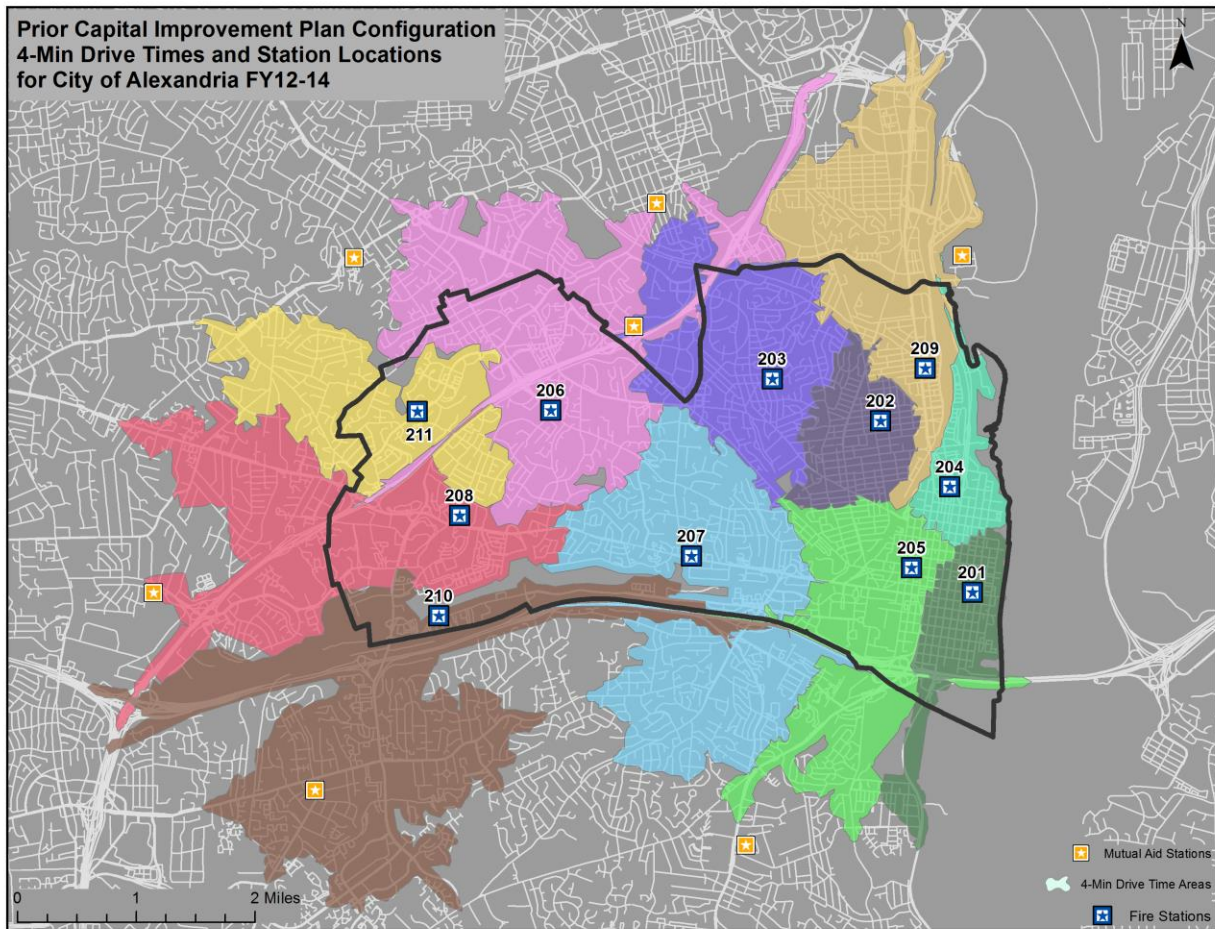 Prior Capital Improvement Plan Configuration
4-Min Drive Times and Station Locations
for City of Alexandria FY12-14
N
209
203
206
202
211
204
208
207
205
201
210
0 1 2 Miles
Mutual Aid Stations
4-Min Drive Time Areas
Fire Stations